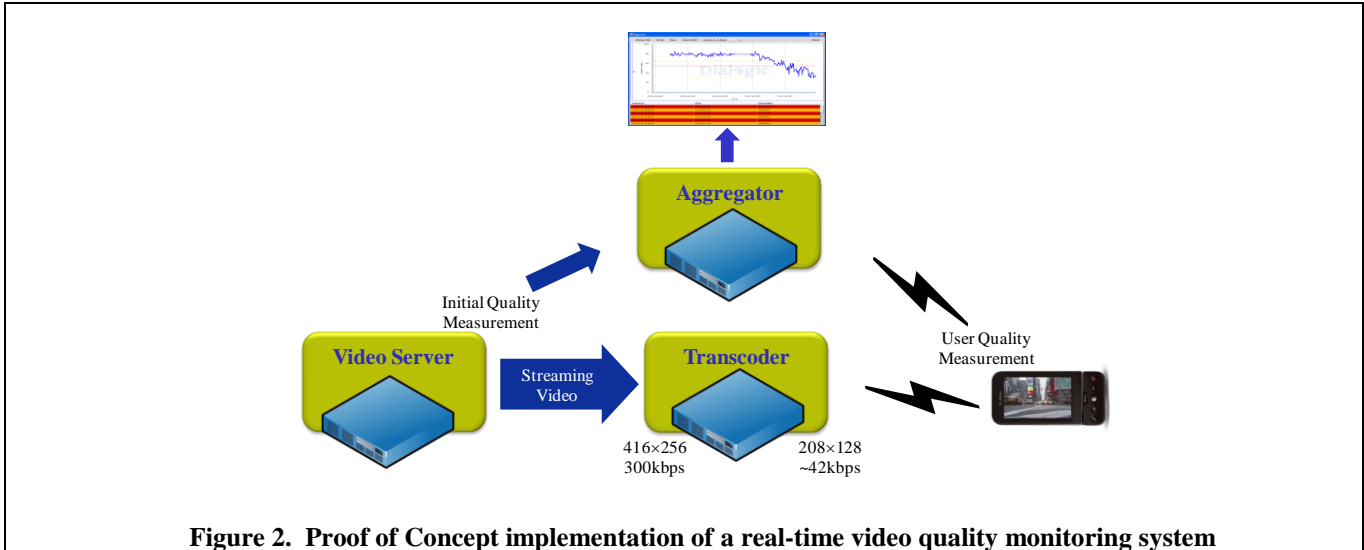 Dialogic
Aggregator
Initial Quality
Measurement
User Quality
Measurement
Video Server
Streaming
Video
Transcoder
416×256
300kbps
208×128
~42kbps
Figure 2. Proof of Concept implementation of a real-time video quality monitoring system